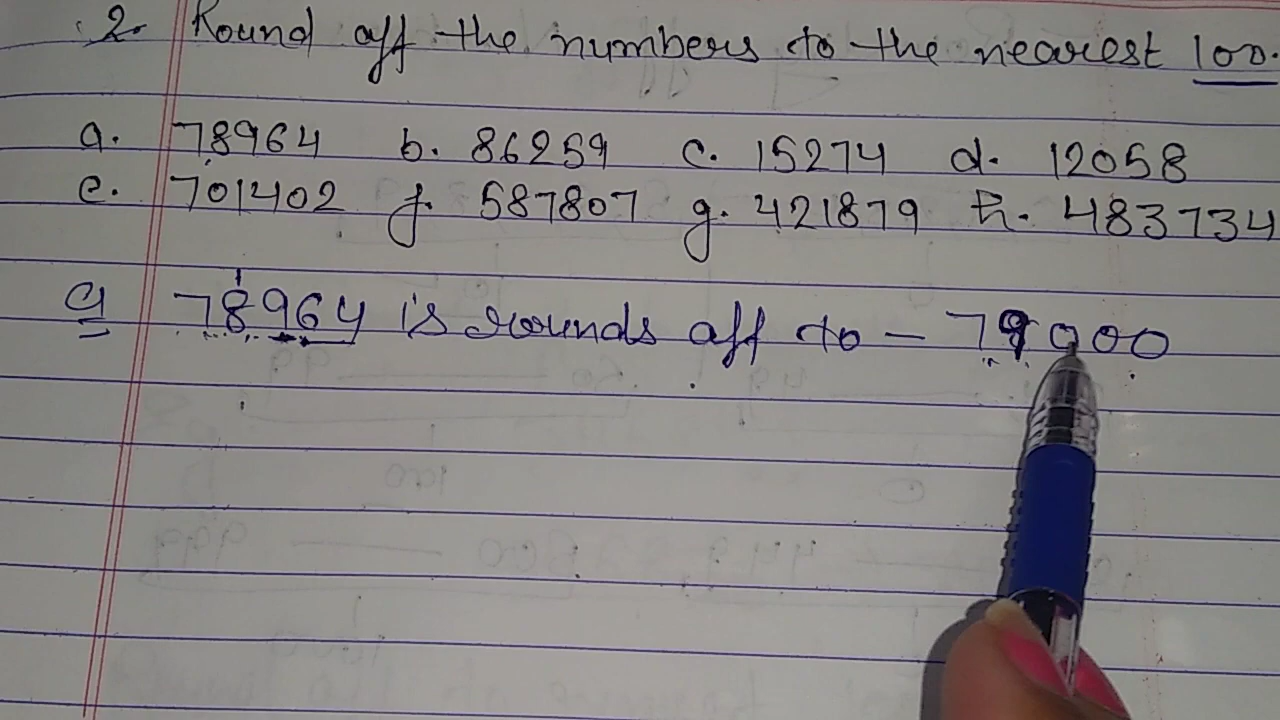 2. Round off the numbers to the nearest 100.
a. 78964 b. 86259 c. 15274 d. 12058
e. 701402 f. 587807 g. 421879 h. 483734
a 78964 is rounds off to - 79000